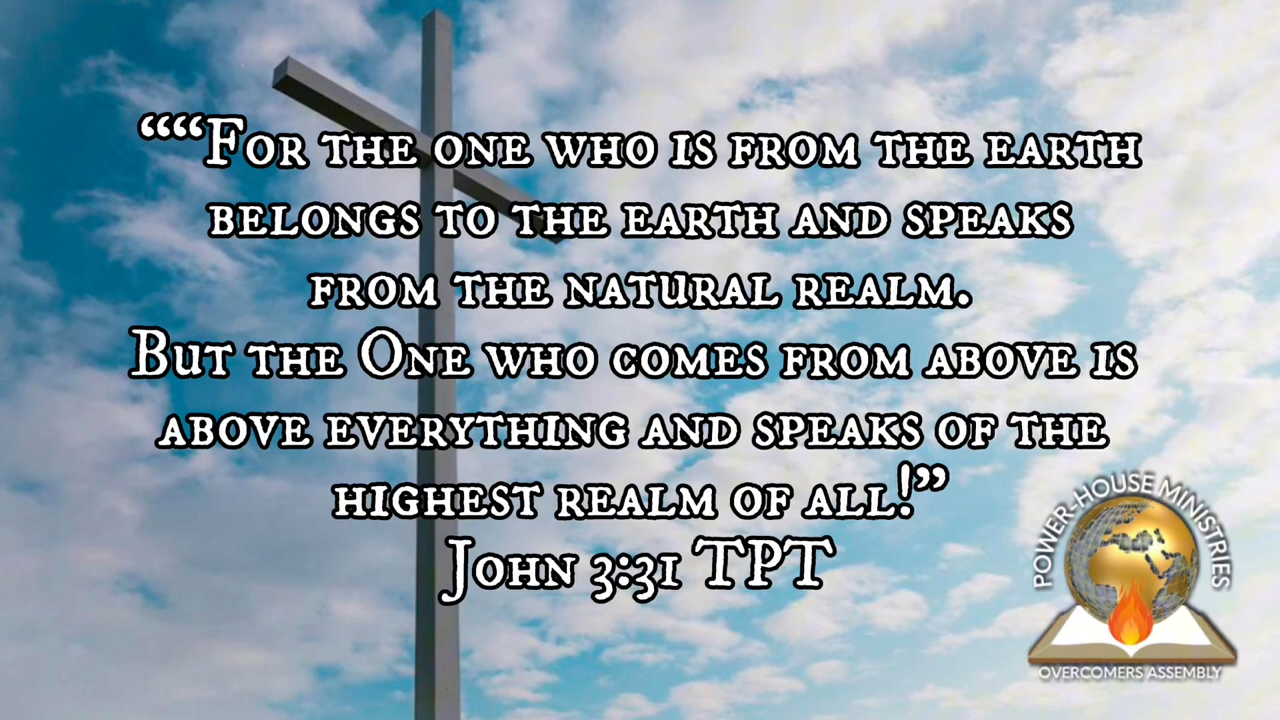 ““For the one who is from the earth
belongs to the earth and speaks
from the natural realm.
But the One who comes from above is
above everything and speaks of the
highest realm of all!”
John 3:31 TPT
POWER-HOUSE MINISTRIES
OVERCOMERS ASSEMBLY